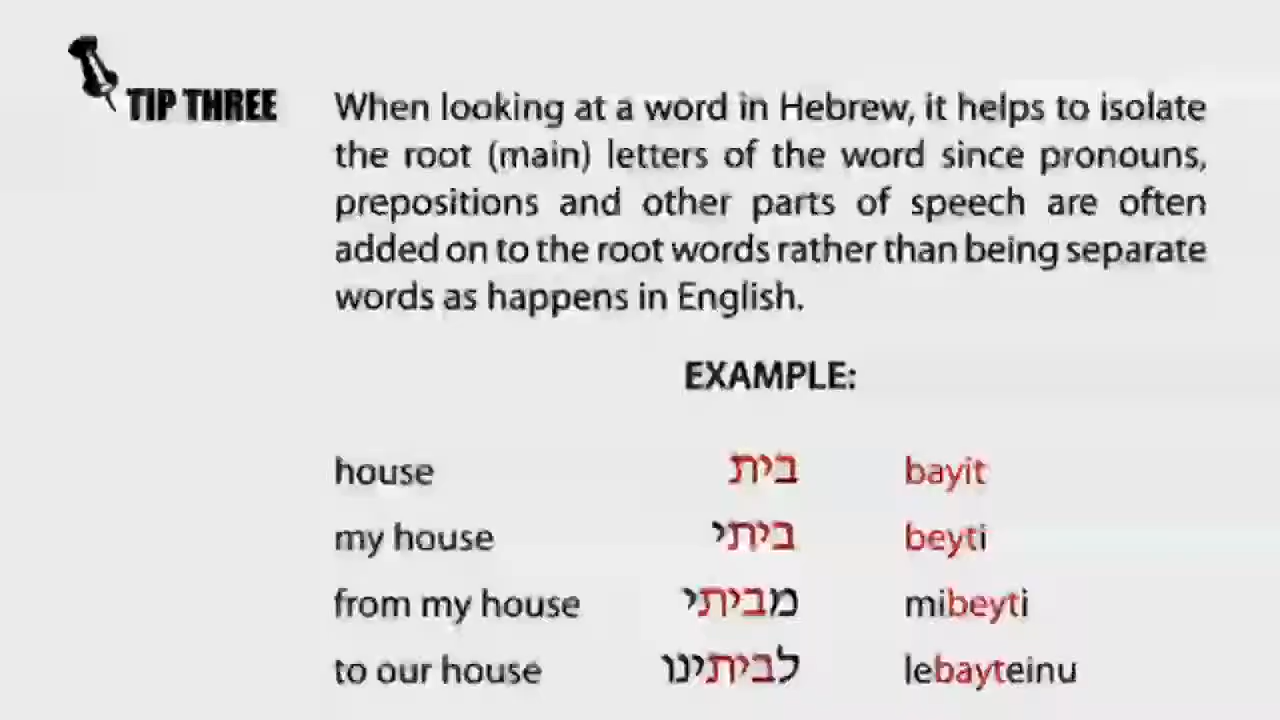 TIP THREE
When looking at a word in Hebrew, it helps to isolate
the root (main) letters of the word since pronouns,
prepositions and other parts of speech are often
added on to the root words rather than being separate
words as happens in English.
EXAMPLE:
house בית bayit
my house ביתי beyti
from my house מביתי mibeyti
to our house לביתינו lebayteinu